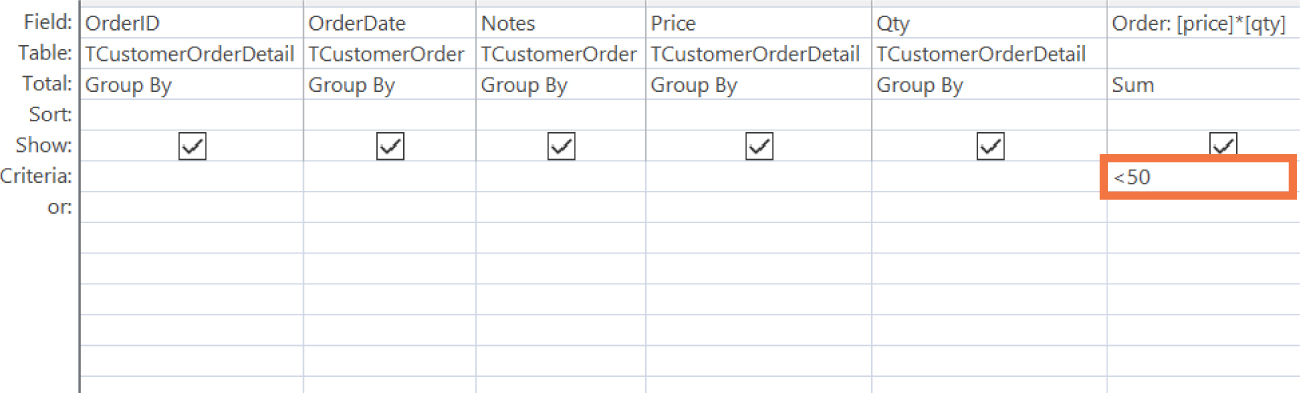 Field: OrderID OrderDate Notes Price Qty Order: [price]*[qty]
Table: TCustomerOrderDetail TCustomerOrder TCustomerOrder TCustomerOrderDetail TCustomerOrderDetail
Total: Group By Group By Group By Group By Group By Sum
Sort:
Show:
Criteria: <50
or: